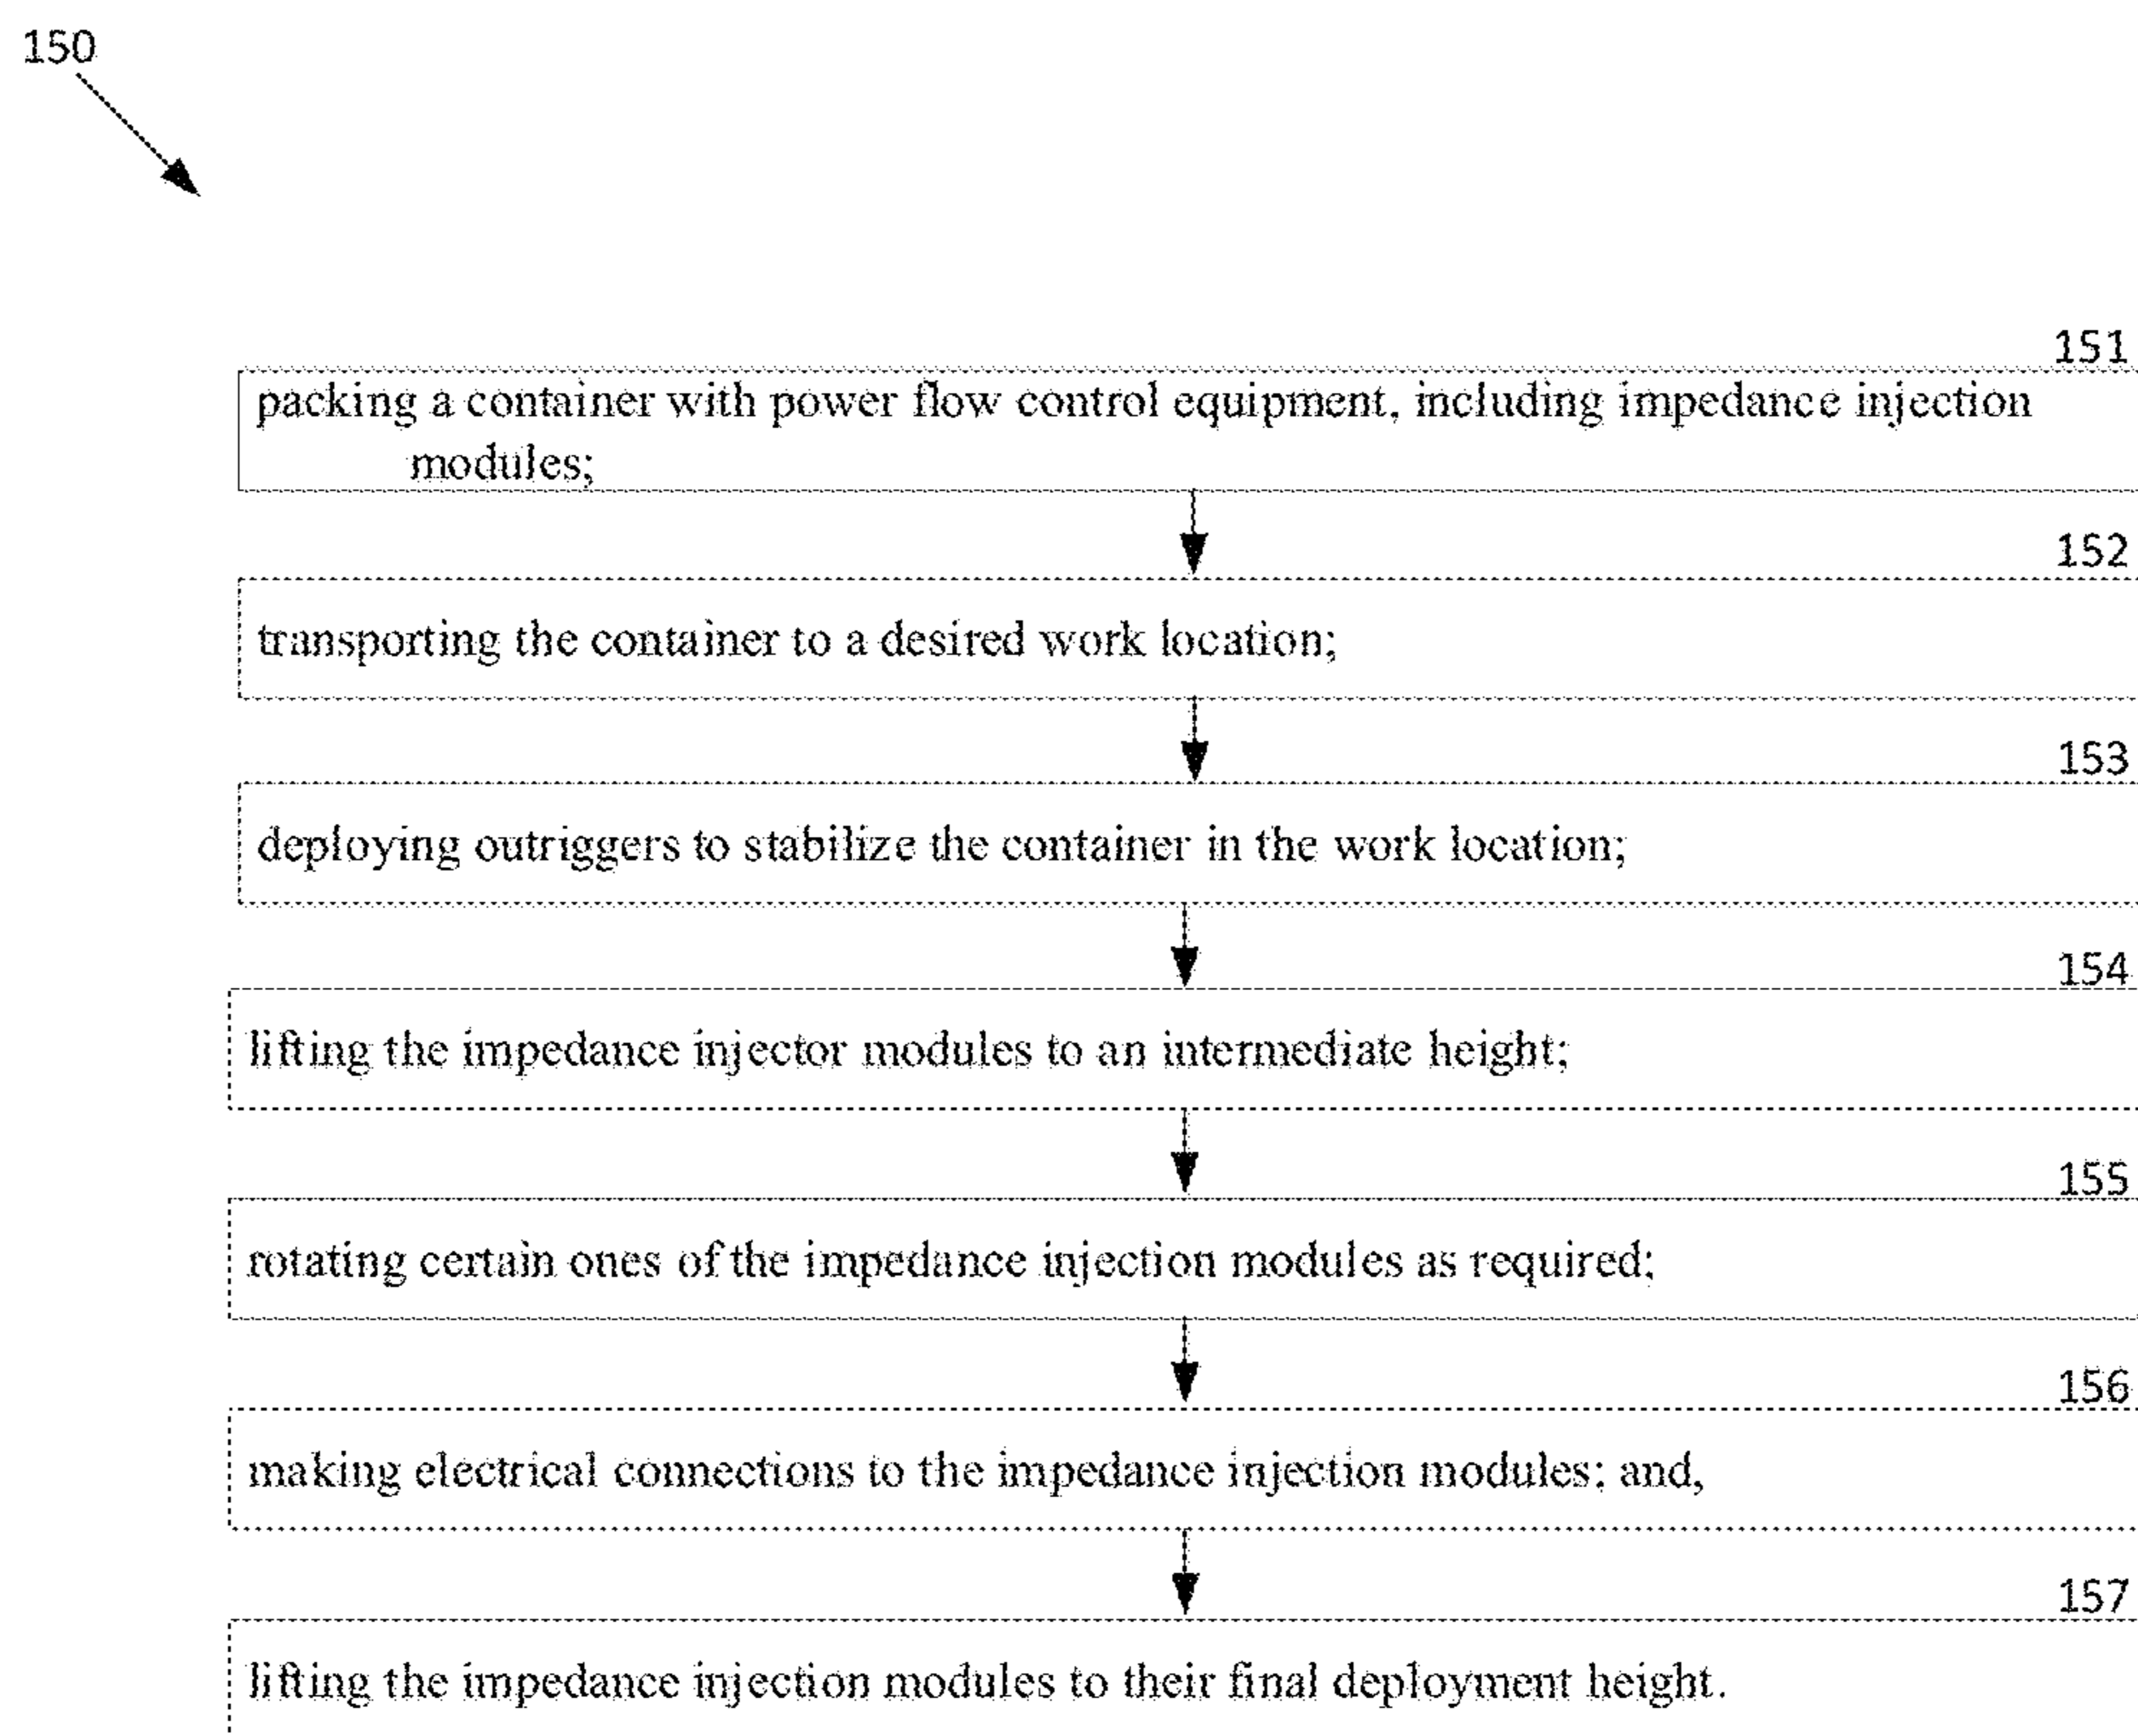 150
151
packing a container with power flow control equipment, including impedance injection
modules;
152
transporting the container to a desired work location;
153
deploying outriggers to stabilize the container in the work location;
154
lifting the impedance injector modules to an intermediate height;
155
rotating certain ones of the impedance injection modules as required;
156
making electrical connections to the impedance injection modules; and,
157
lifting the impedance injection modules to their final deployment height.